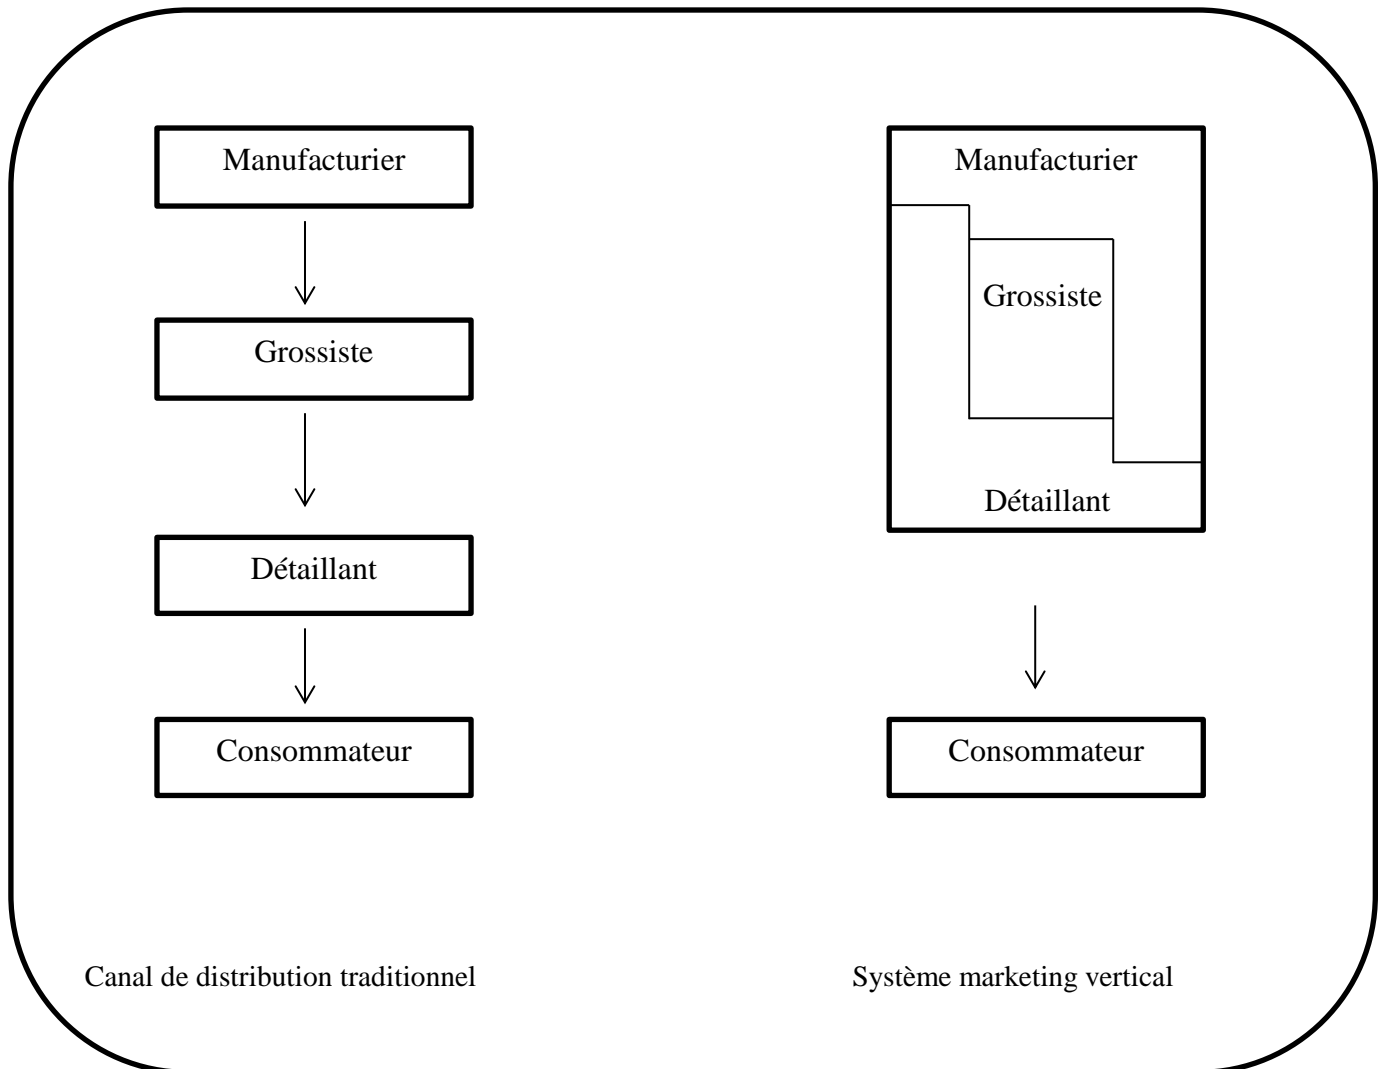 Manufacturier
Grossiste
Détaillant
Consommateur
Canal de distribution traditionnel
Manufacturier
Grossiste
Détaillant
Consommateur
Système marketing vertical